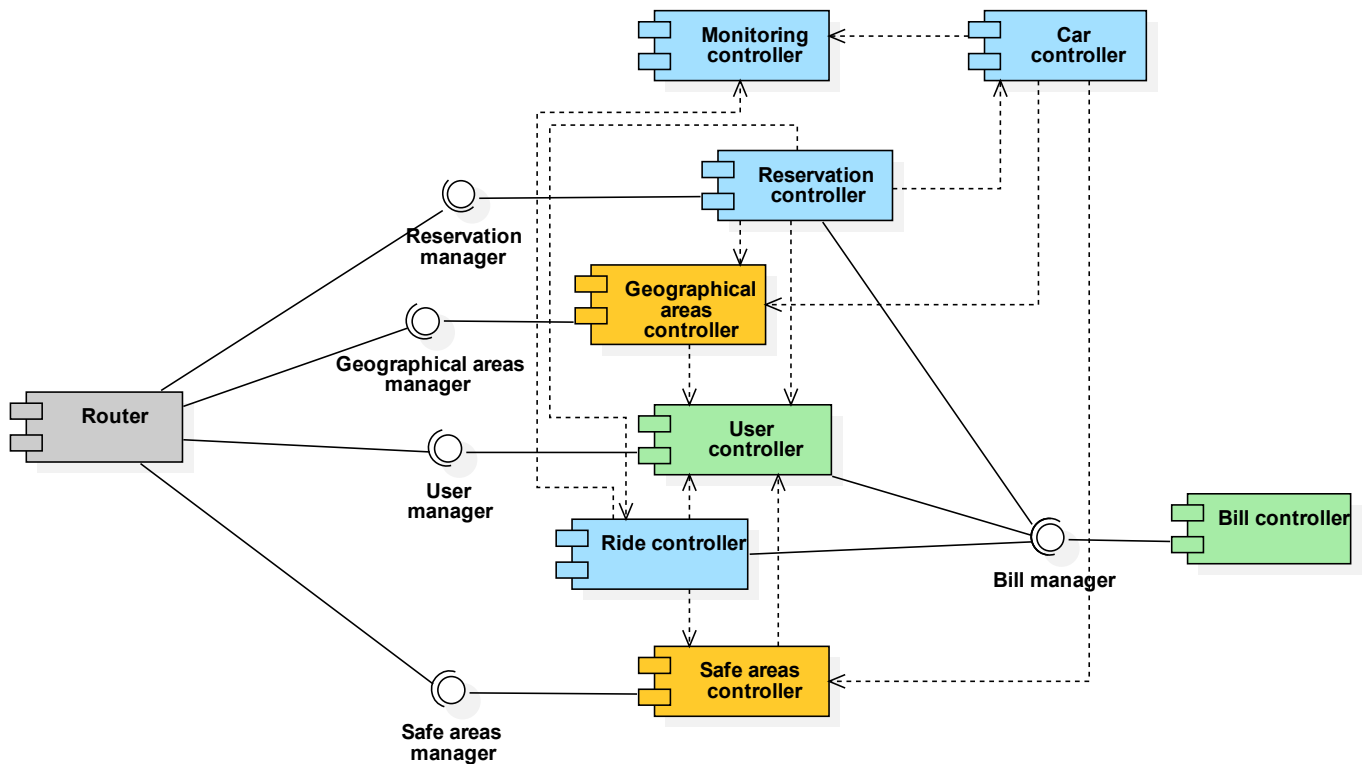 Monitoring
controller
Car
controller
Reservation
controller
Reservation
manager
Geographical
areas
controller
Geographical areas
manager
Router
User
controller
User
manager
Ride controller
Bill controller
Bill manager
Safe areas
controller
Safe areas
manager